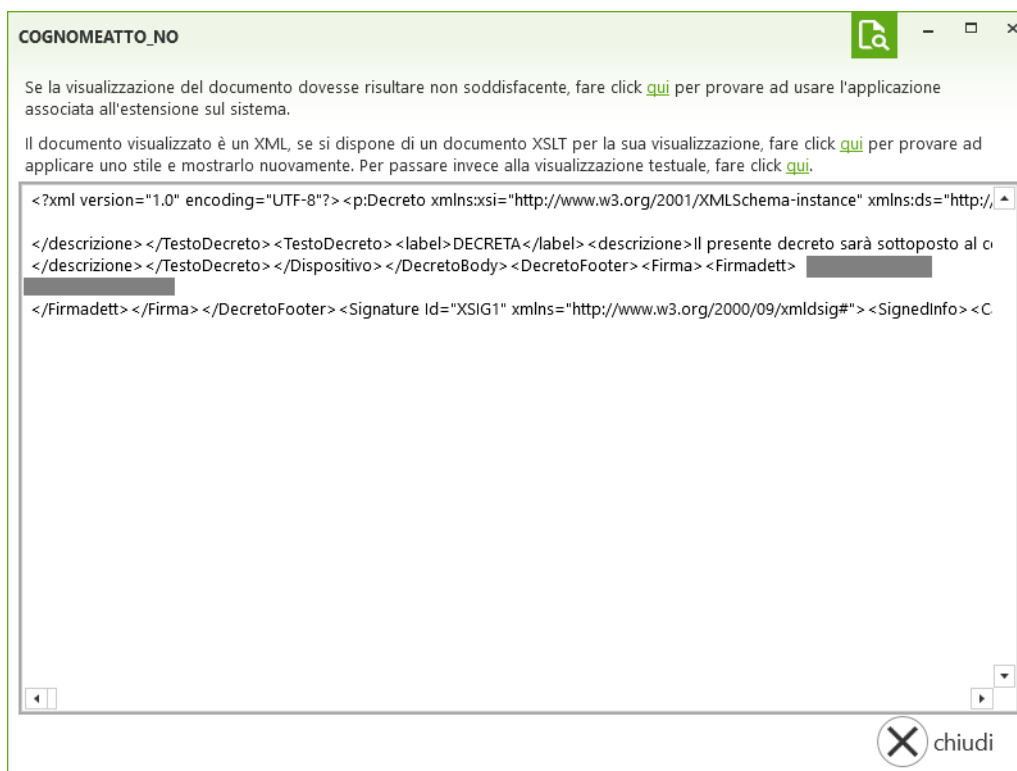 COGNOMEATTO_NO
Se la visualizzazione del documento dovesse risultare non soddisfacente, fare click qui per provare ad usare l'applicazione
associata all'estensione sul sistema.
Il documento visualizzato è un XML, se si dispone di un documento XSLT per la sua visualizzazione, fare click qui per provare ad
applicare uno stile e mostrarlo nuovamente. Per passare invece alla visualizzazione testuale, fare click qui.
<?xml version="1.0" encoding="UTF-8"?><p:Decreto xmlns:xsi="http://www.w3.org/2001/XMLSchema-instance" xmlns:ds="http:/
</descrizione></TestoDecreto><TestoDecreto><label>DECRETA</label><descrizione>Il presente decreto sarà sottoposto al
</descrizione></TestoDecreto></Dispositivo></DecretoBody><DecretoFooter><Firma><Firmadett>
</Firmadett></Firma></DecretoFooter><Signature Id="XSIG1" xmlns="http://www.w3.org/2000/09/xmldsig#"><SignedInfo><C
chiudi